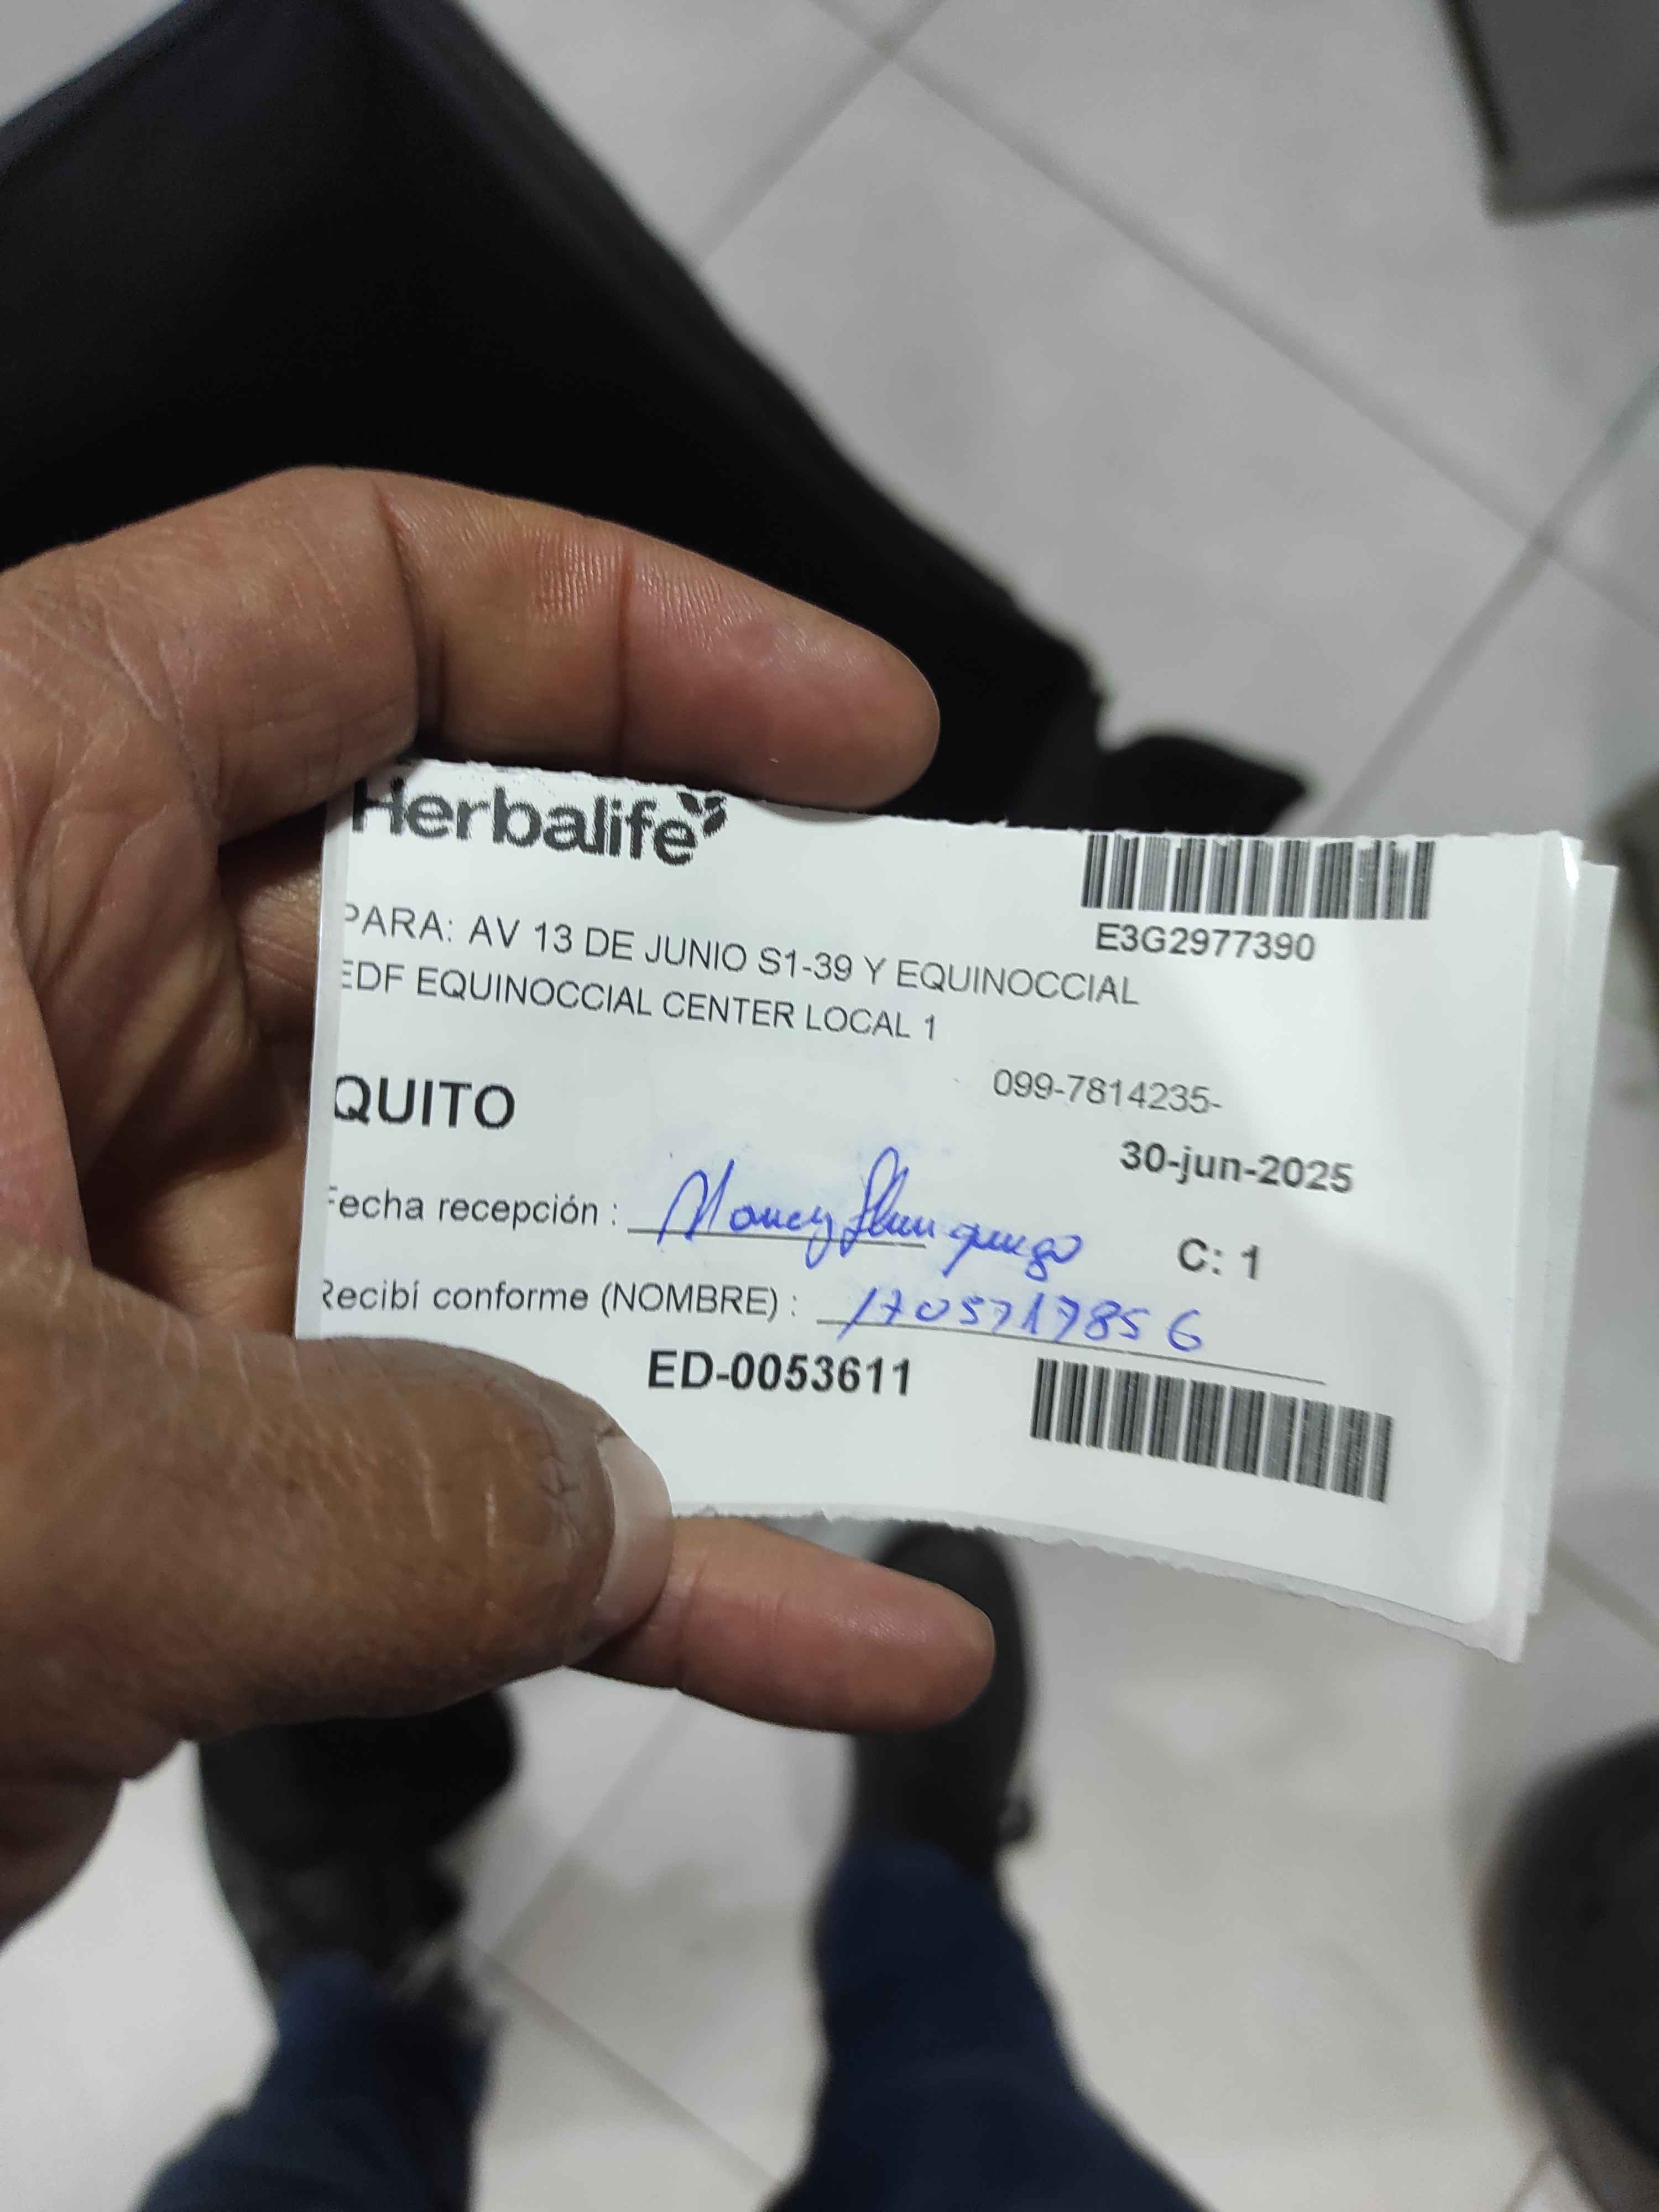 Herbalife
E3G2977390
PARA: AV 13 DE JUNIO S1-39 Y EQUINOCCIAL
EDF EQUINOCCIAL CENTER LOCAL 1
099-7814235-
QUITO
30-jun-2025
Fecha recepción : Nancy
C: 1
Recibí conforme (NOMBRE) : 1705717856
ED-0053611